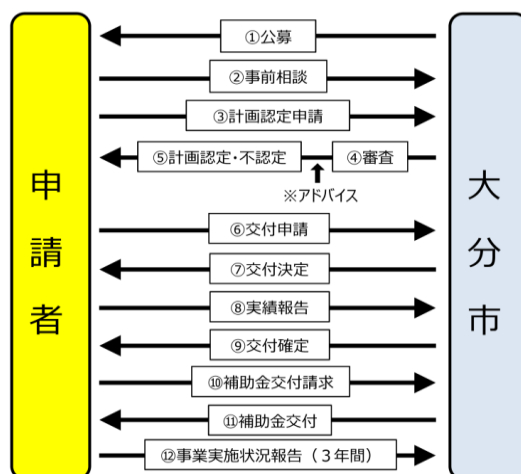 申請者
大分市
①公募
②事前相談
③計画認定申請
⑤計画認定・不認定
④審査
※アドバイス
⑥交付申請
⑦交付決定
⑧実績報告
⑨交付確定
⑩補助金交付請求
⑪補助金交付
⑫事業実施状況報告（３年間）